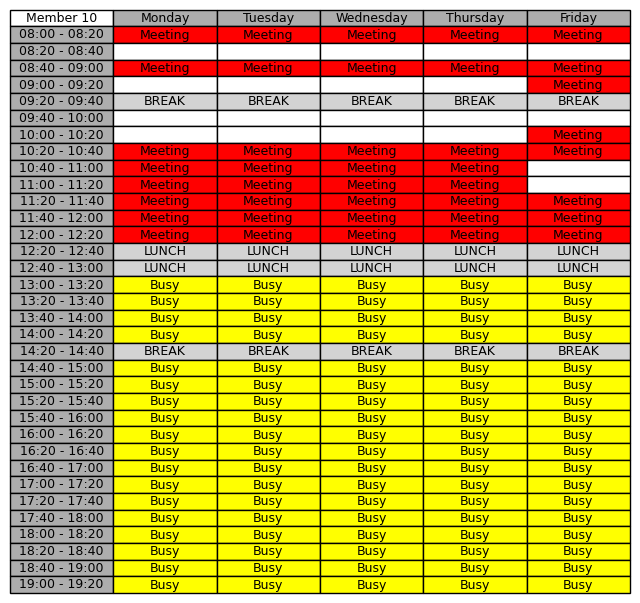 Member 10 Monday Tuesday Wednesday Thursday Friday
08:00 - 08:20 Meeting Meeting Meeting Meeting Meeting
08:20 - 08:40
08:40 - 09:00 Meeting Meeting Meeting Meeting Meeting
09:00 - 09:20 Meeting
09:20 - 09:40 BREAK BREAK BREAK BREAK BREAK
09:40 - 10:00
10:00 - 10:20 Meeting
10:20 - 10:40 Meeting Meeting Meeting Meeting Meeting
10:40 - 11:00 Meeting Meeting Meeting Meeting
11:00 - 11:20 Meeting Meeting Meeting Meeting
11:20 - 11:40 Meeting Meeting Meeting Meeting Meeting
11:40 - 12:00 Meeting Meeting Meeting Meeting Meeting
12:00 - 12:20 Meeting Meeting Meeting Meeting Meeting
12:20 - 12:40 LUNCH LUNCH LUNCH LUNCH LUNCH
12:40 - 13:00 LUNCH LUNCH LUNCH LUNCH LUNCH
13:00 - 13:20 Busy Busy Busy Busy Busy
13:20 - 13:40 Busy Busy Busy Busy Busy
13:40 - 14:00 Busy Busy Busy Busy Busy
14:00 - 14:20 Busy Busy Busy Busy Busy
14:20 - 14:40 BREAK BREAK BREAK BREAK BREAK
14:40 - 15:00 Busy Busy Busy Busy Busy
15:00 - 15:20 Busy Busy Busy Busy Busy
15:20 - 15:40 Busy Busy Busy Busy Busy
15:40 - 16:00 Busy Busy Busy Busy Busy
16:00 - 16:20 Busy Busy Busy Busy Busy
16:20 - 16:40 Busy Busy Busy Busy Busy
16:40 - 17:00 Busy Busy Busy Busy Busy
17:00 - 17:20 Busy Busy Busy Busy Busy
17:20 - 17:40 Busy Busy Busy Busy Busy
17:40 - 18:00 Busy Busy Busy Busy Busy
18:00 - 18:20 Busy Busy Busy Busy Busy
18:20 - 18:40 Busy Busy Busy Busy Busy
18:40 - 19:00 Busy Busy Busy Busy Busy
19:00 - 19:20 Busy Busy Busy Busy Busy